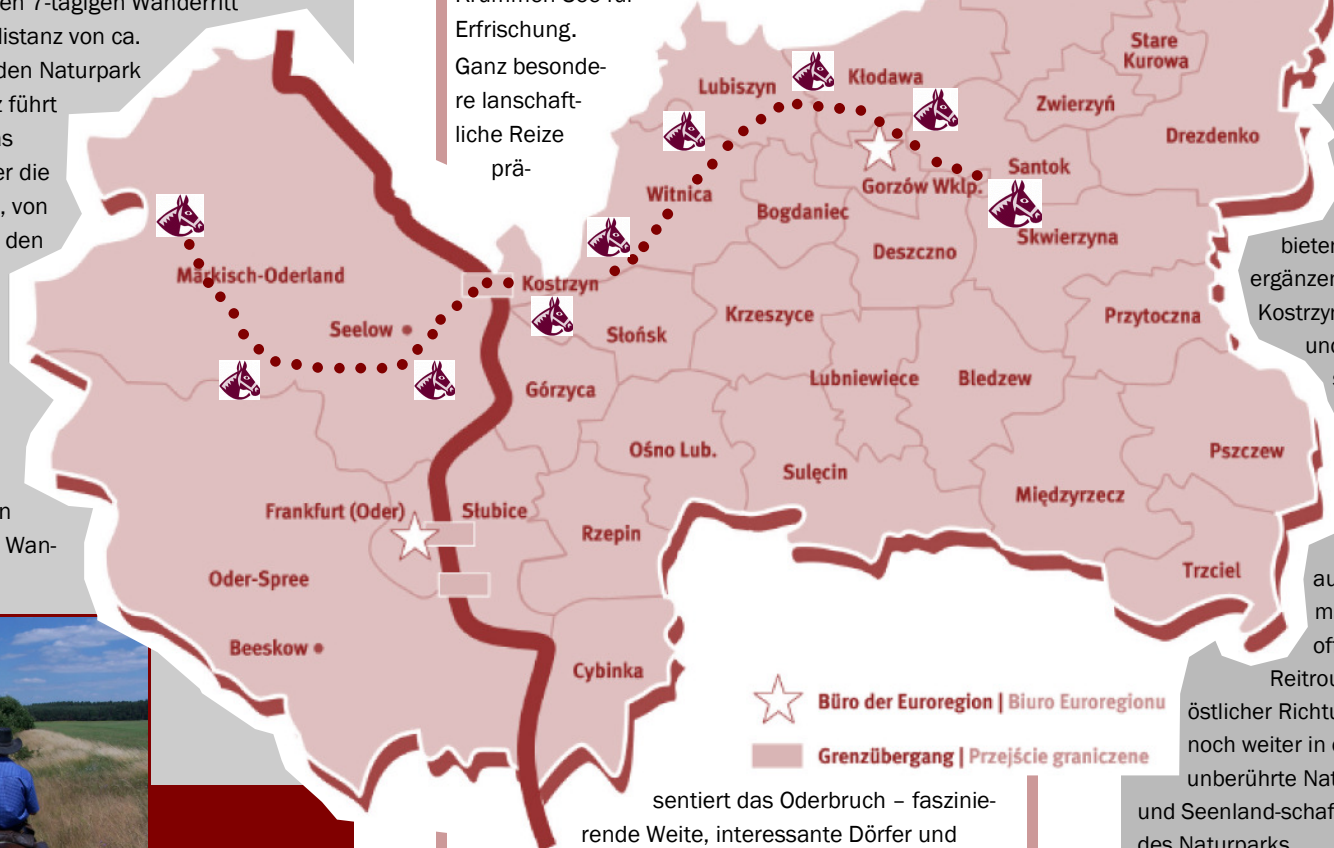 en 7-tägigen Wanderritt
distanz von ca.
den Naturpark
z führt
ns
er die
, von
den
n
Wan-
Krummen See für
Erfrischung.
Ganz besonde-
re lanschaft-
liche Reize
prä-
Stare
Kurowa
Lubiszyn
Kłodawa
Zwierzyń
Drezdenko
Santok
Witnica
Gorzów Wklp.
Bogdaniec
Skwierzyna
Deszczno
Märkisch-Oderland
Kostrzyn
Seelow
Słońsk
Krzeszyce
Przytoczna
Górzyca
Lubniewiece
Bledzew
Ośno Lub.
Sulęcin
Pszczew
Międzyrzecz
Frankfurt (Oder)
Słubice
Rzepin
Trzciel
Oder-Spree
Beeskow
Cybinka
Büro der Euroregion | Biuro Euroregionu
Grenzübergang | Przejście graniczene
sentiert das Oderbruch – faszinie-
rende Weite, interessante Dörfer und
bieten
ergänzen
Kostrzyn
und
s
au
m
off
Reitrou
östlicher Richtu
noch weiter in
unberührte Nat
und Seenland-schaf
des Naturparks